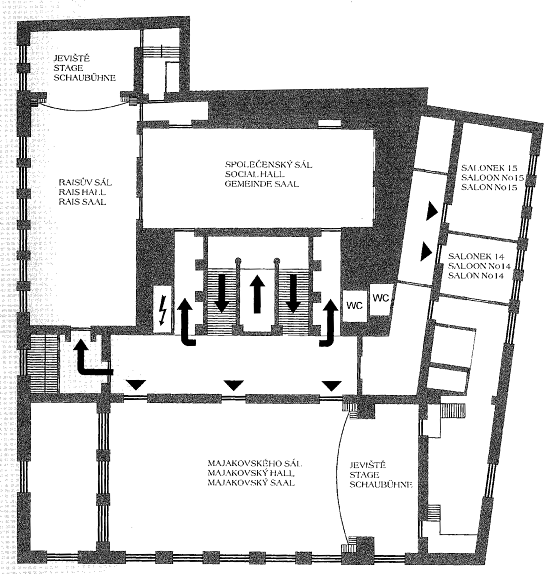 JEVIŠTĚ
STAGE
SCHAUBÜHNE
RAISŮV SÁL
RAIS HALL
RAIS SAAL
SPOLEČENSKÝ SÁL
SOCIAL HALL
GEMEINDE SAAL
SALONEK 15
SALOON No15
SALON No15
SALONEK 14
SALOON No14
SALON No14
WC
WC
MAJAKOVSKÉHO SÁL
MAJAKOVSKÝ HALL
MAJAKOVSKÝ SAAL
JEVIŠTĚ
STAGE
SCHAUBÜHNE